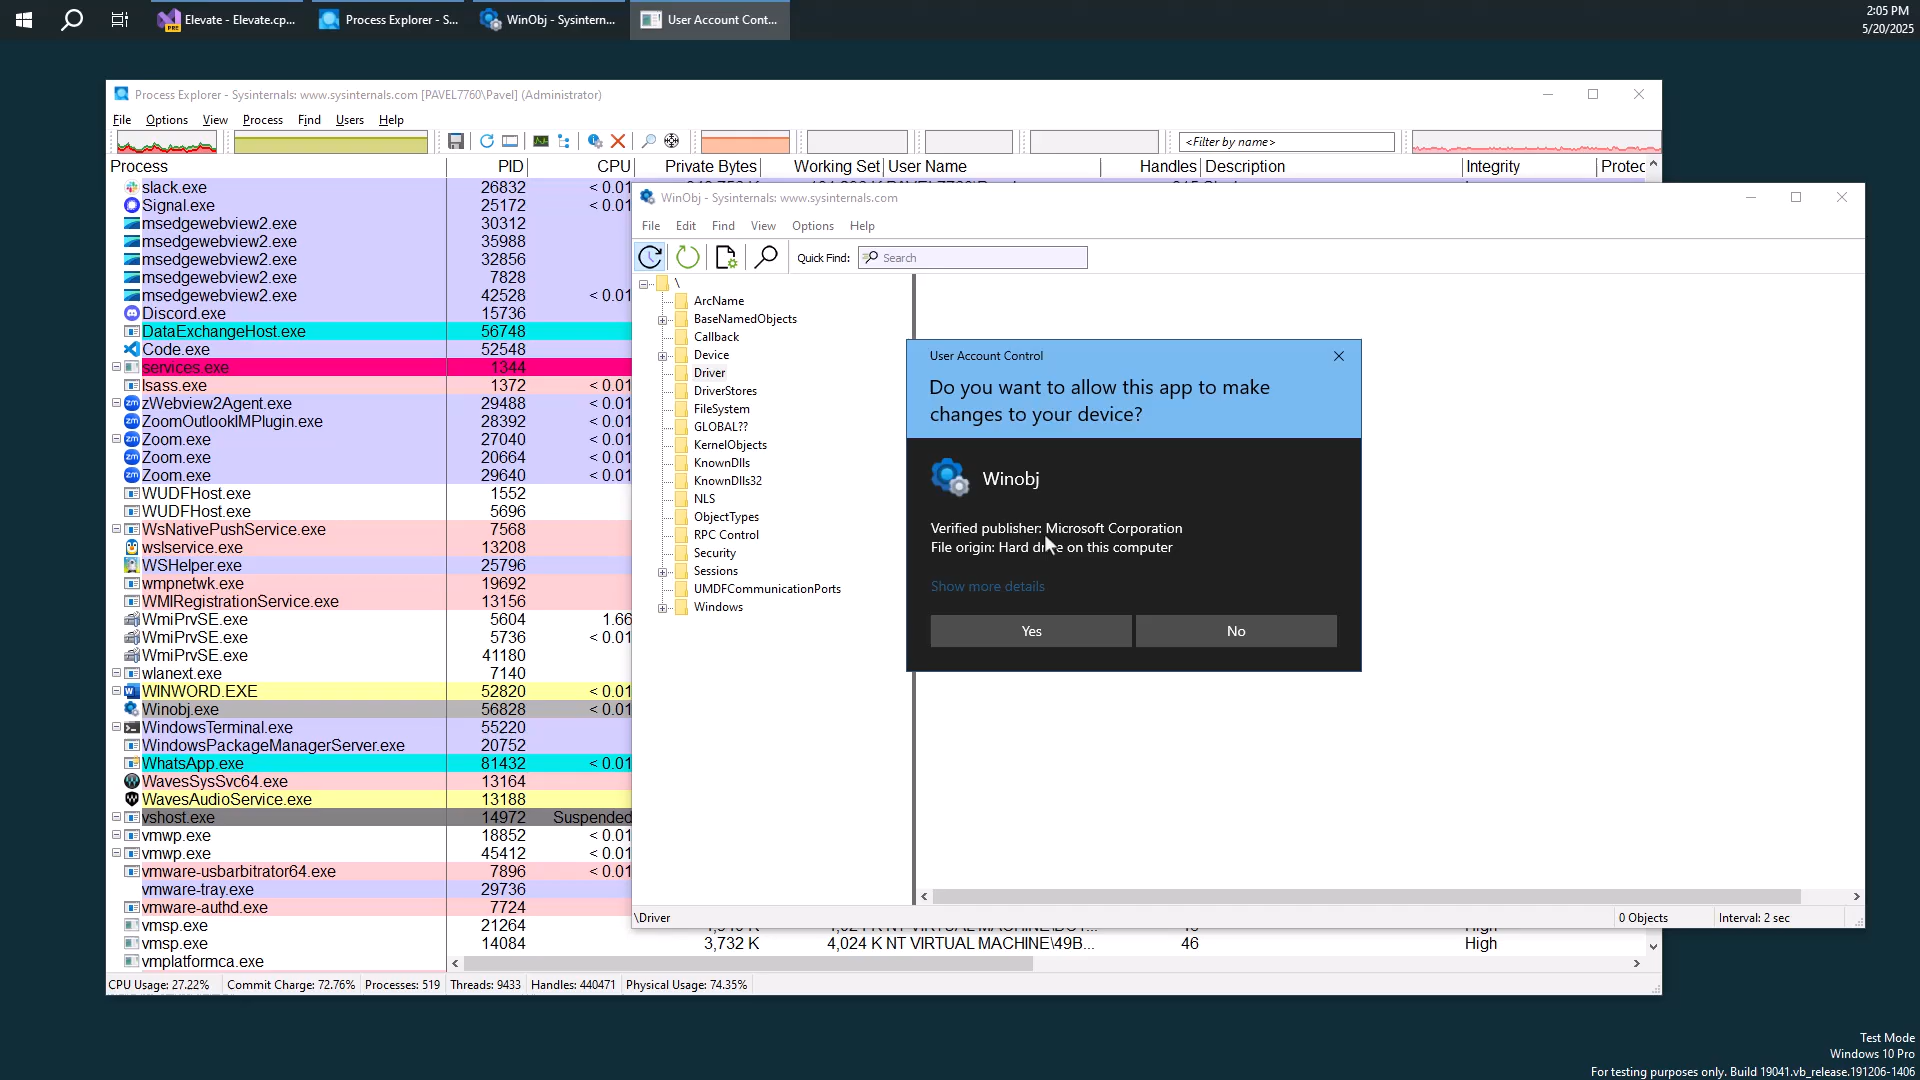 Elevate - Elevate.cp...
Process Explorer - S...
WinObj - Sysintern...
User Account Cont...
2:05 PM
5/20/2025
Process Explorer - Sysinternals: www.sysinternals.com [PAVEL7760\Pavel] (Administrator)
File Options View Process Find Users Help
<Filter by name>
Process PID CPU Private Bytes Working Set User Name Handles Description Integrity Protec
slack.exe 26832 < 0.01
Signal.exe 25172 < 0.01
msedgewebview2.exe 30312
msedgewebview2.exe 35988
msedgewebview2.exe 32856
msedgewebview2.exe 7828
msedgewebview2.exe 42528 < 0.01
Discord.exe 15736
DataExchangeHost.exe 56748
Code.exe 52548
services.exe 1344
lsass.exe 1372 < 0.01
zWebview2Agent.exe 29488 < 0.01
ZoomOutlookIMPlugin.exe 28392 < 0.01
Zoom.exe 27040 < 0.01
Zoom.exe 20664 < 0.01
Zoom.exe 29640 < 0.01
WUDFHost.exe 1552
WUDFHost.exe 5696
WsNativePushService.exe 7568
wslservice.exe 13208
WSHelper.exe 25796
wmpnetwk.exe 19692
WMIRegistrationService.exe 13156
WmiPrvSE.exe 5604 1.66
WmiPrvSE.exe 5736 < 0.01
WmiPrvSE.exe 41180
wlanext.exe 7140
WINWORD.EXE 52820 < 0.01
Winobj.exe 56828 < 0.01
WindowsTerminal.exe 55220
WindowsPackageManagerServer.exe 20752
WhatsApp.exe 81432 < 0.01
WavesSysSvc64.exe 13164
WavesAudioService.exe 13188
vshost.exe 14972 Suspended
vmwp.exe 18852 < 0.01
vmwp.exe 45412 < 0.01
vmware-usbarbitrator64.exe 7896 < 0.01
vmware-tray.exe 29736
vmware-authd.exe 7724
vmsp.exe 21264 High
vmsp.exe 14084 3,732 K 4,024 K NT VIRTUAL MACHINE\49B... 46 High
vmplatformca.exe
CPU Usage: 27.22% Commit Charge: 72.76% Processes: 519 Threads: 9433 Handles: 440471 Physical Usage: 74.35%
WinObj - Sysinternals: www.sysinternals.com
File Edit Find View Options Help
Quick Find: Search
\
ArcName
BaseNamedObjects
Callback
Device
Driver
DriverStores
FileSystem
GLOBAL??
KernelObjects
KnownDlls
KnownDlls32
NLS
ObjectTypes
RPC Control
Security
Sessions
UMDFCommunicationPorts
Windows
\Driver 0 Objects Interval: 2 sec
User Account Control
Do you want to allow this app to make
changes to your device?
Winobj
Verified publisher: Microsoft Corporation
File origin: Hard drive on this computer
Show more details
Yes No
Test Mode
Windows 10 Pro
For testing purposes only. Build 19041.vb_release.191206-1406